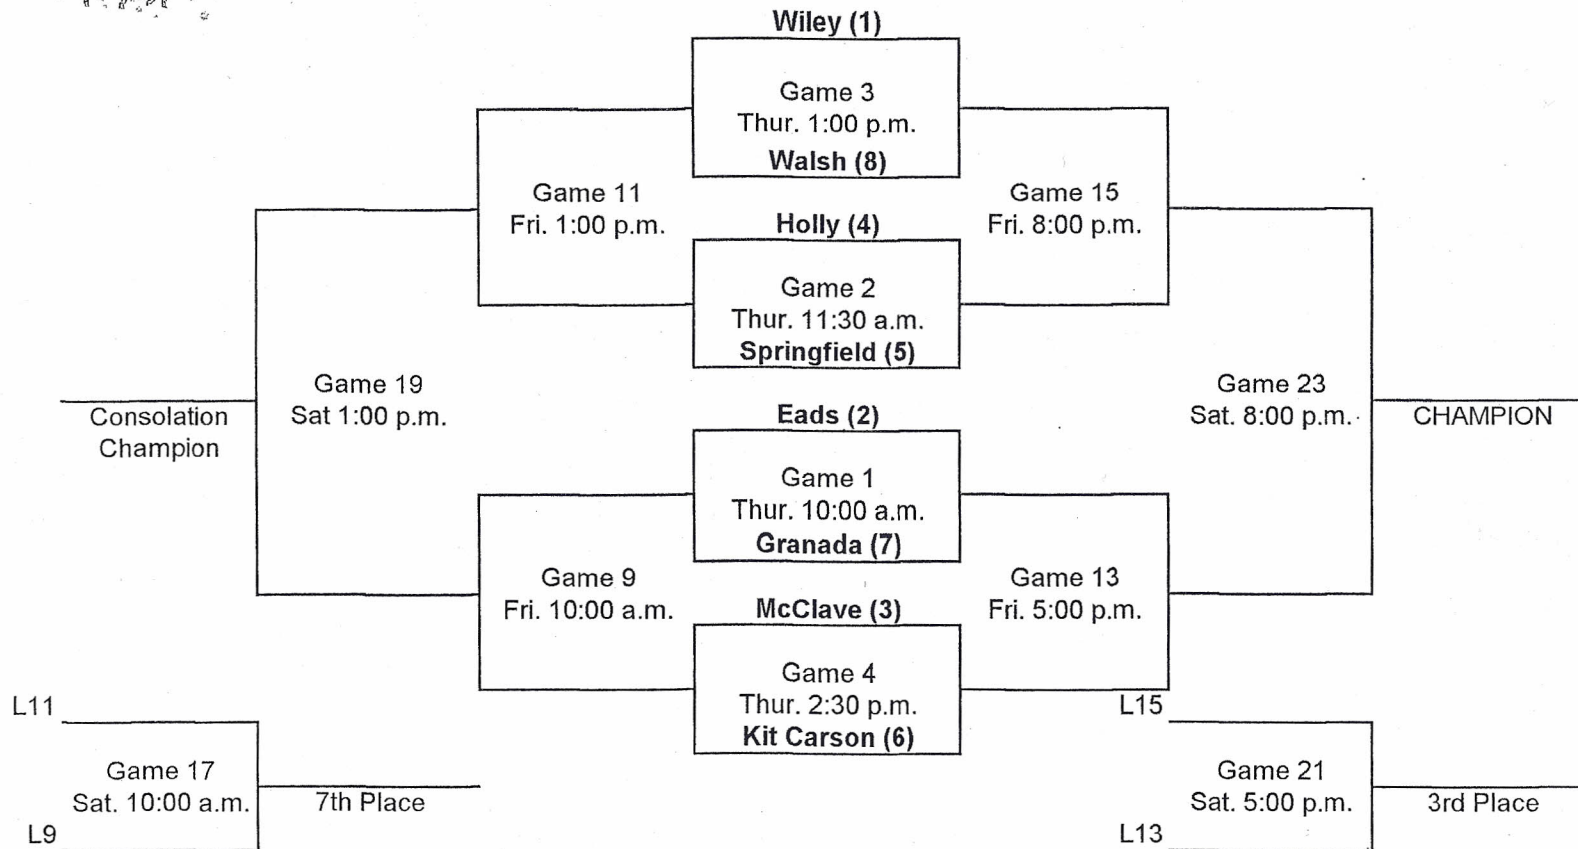 Wiley (1)
Game 3
Thur. 1:00 p.m.
Walsh (8)
Game 11
Fri. 1:00 p.m.
Game 15
Fri. 8:00 p.m.
Holly (4)
Game 2
Thur. 11:30 a.m.
Springfield (5)
Game 19
Sat 1:00 p.m.
Consolation
Champion
Game 23
Sat. 8:00 p.m.
CHAMPION
Eads (2)
Game 1
Thur. 10:00 a.m.
Granada (7)
Game 9
Fri. 10:00 a.m.
Game 13
Fri. 5:00 p.m.
McClave (3)
Game 4
Thur. 2:30 p.m.
Kit Carson (6)
L11
Game 17
Sat. 10:00 a.m.
L9
7th Place
L15
Game 21
Sat. 5:00 p.m.
L13
3rd Place